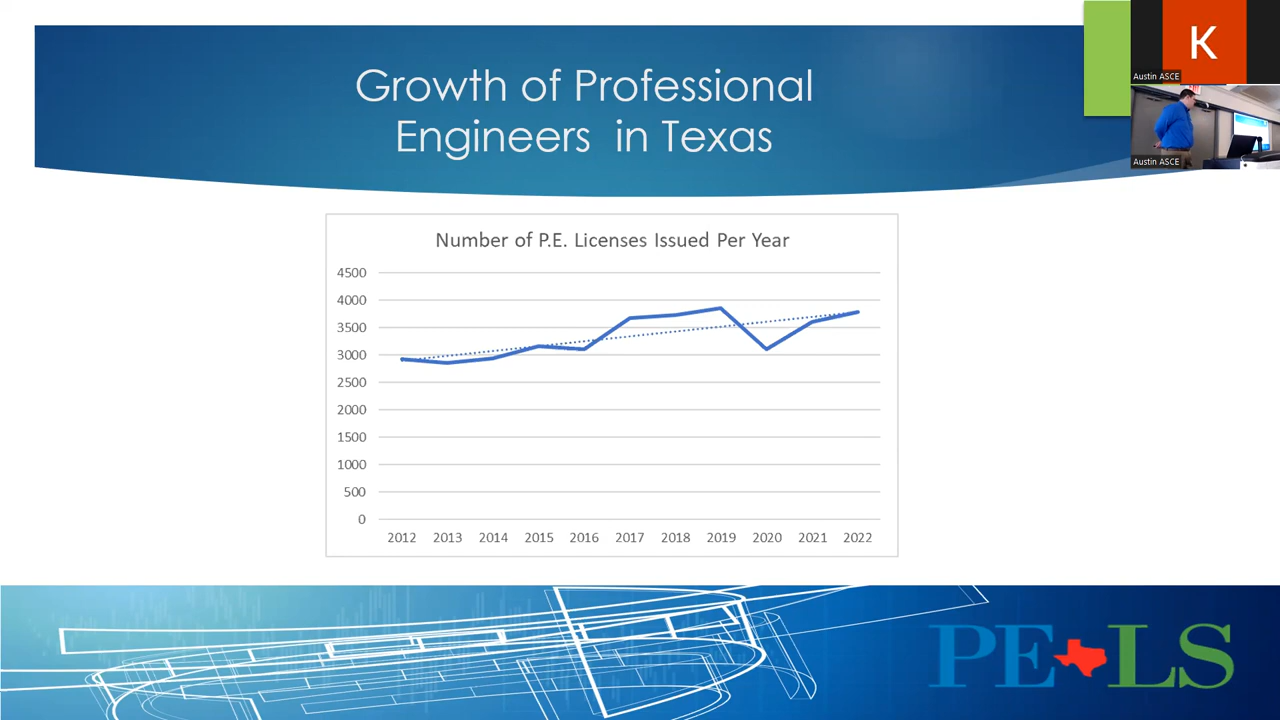 Growth of Professional
Engineers in Texas
K
Austin ASCE
Austin ASCE
Number of P.E. Licenses Issued Per Year
4500
4000
3500
3000
2500
2000
1500
1000
500
0
2012 2013 2014 2015 2016 2017 2018 2019 2020 2021 2022
PE LS